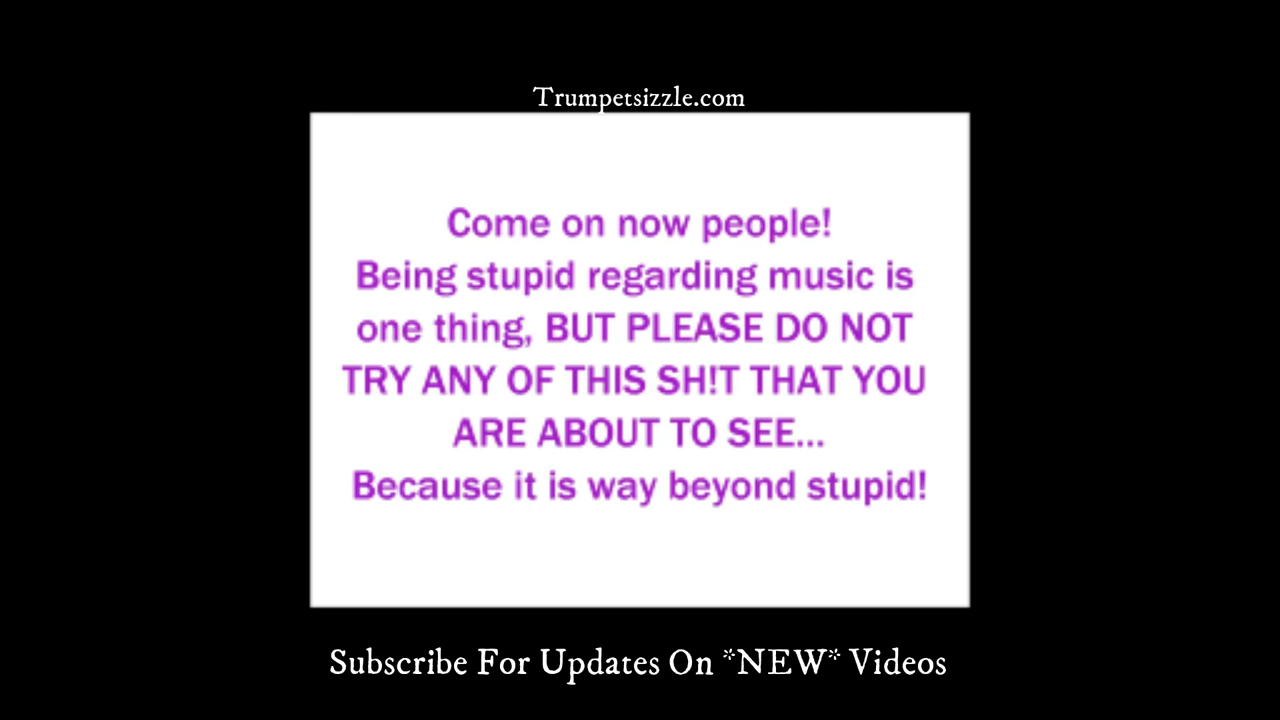 Trumpetsizzle.com
Come on now people!
Being stupid regarding music is
one thing, BUT PLEASE DO NOT
TRY ANY OF THIS SH!T THAT YOU
ARE ABOUT TO SEE...
Because it is way beyond stupid!
Subscribe For Updates On *NEW* Videos